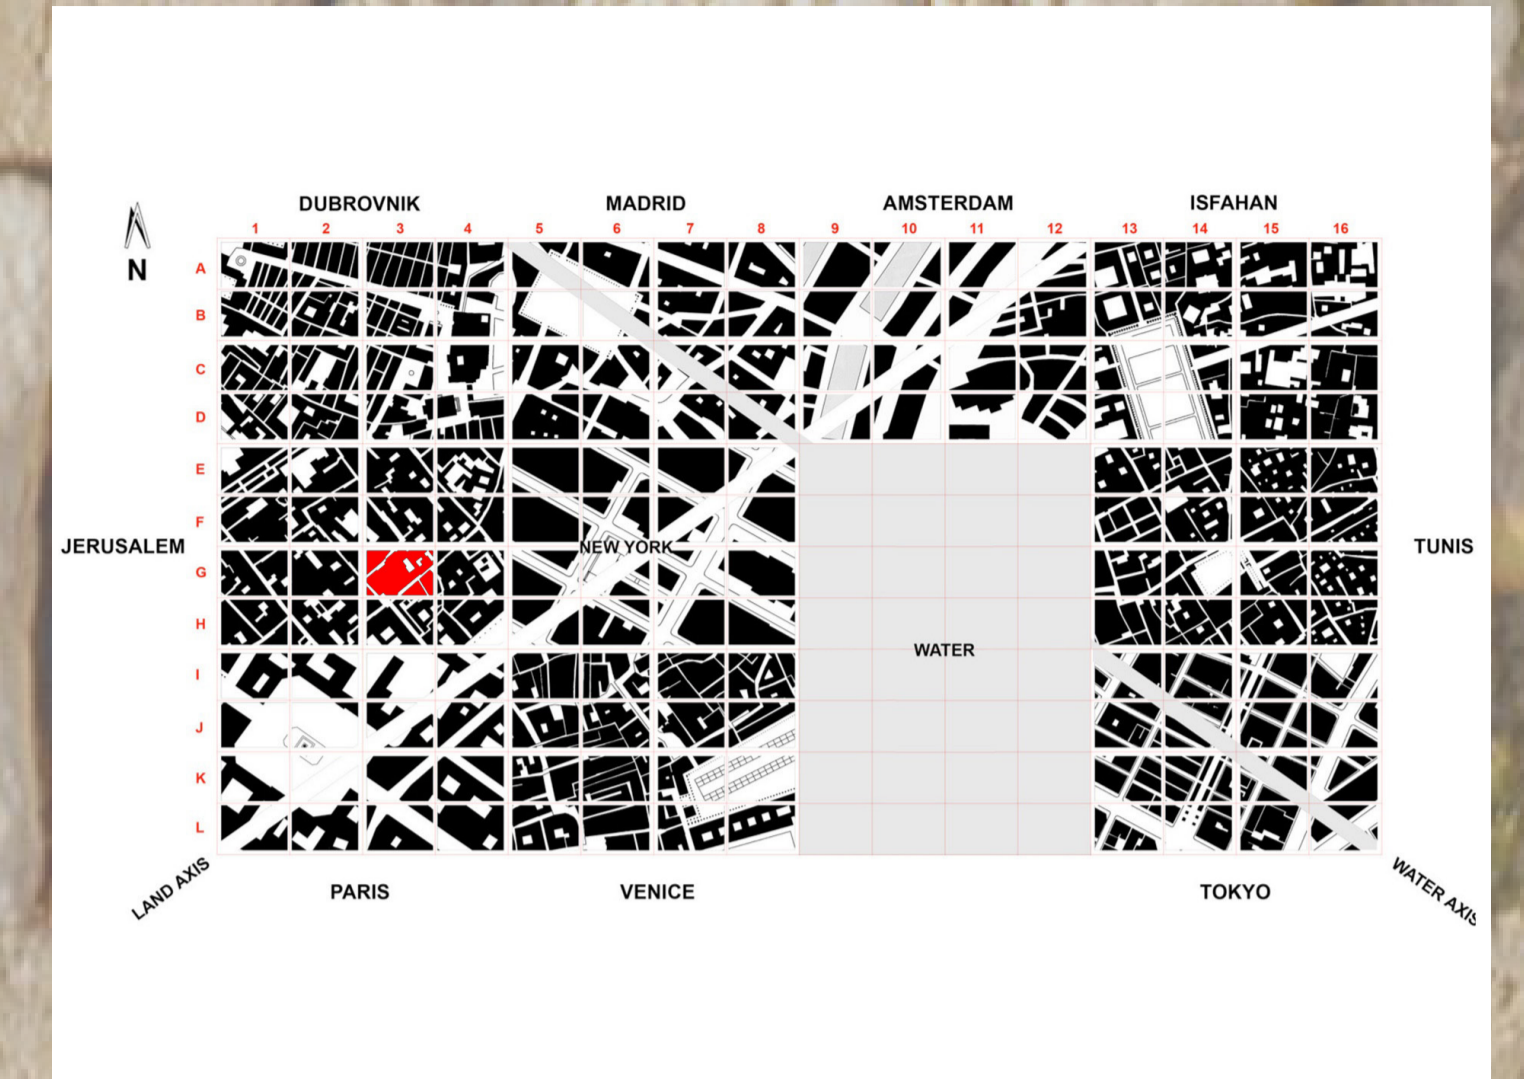 DUBROVNIK MADRID AMSTERDAM ISFAHAN
1 2 3 4 5 6 7 8 9 10 11 12 13 14 15 16
N
A
B
C
D
E
F
JERUSALEM NEW YORK TUNIS
G
H
WATER
I
J
K
L
LAND AXIS WATER AXIS
PARIS VENICE TOKYO